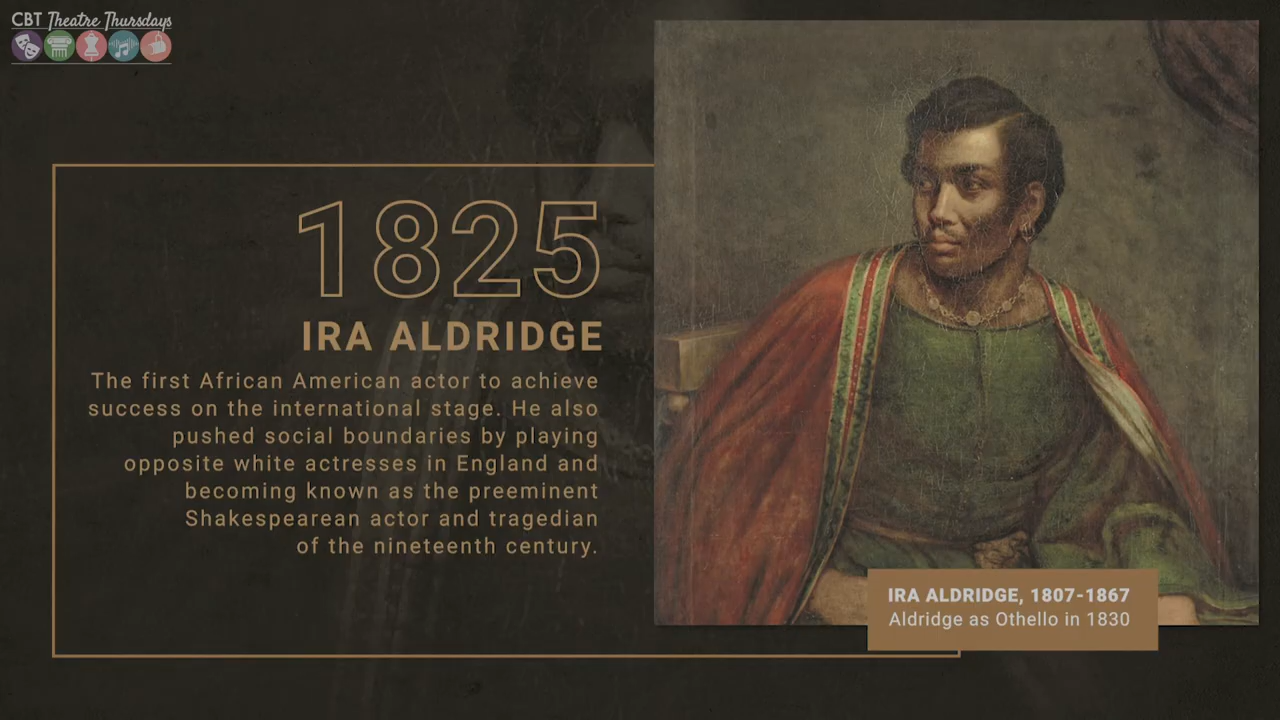 CBT Theatre Thursdays
1825
IRA ALDRIDGE
The first African American actor to achieve
success on the international stage. He also
pushed social boundaries by playing
opposite white actresses in England and
becoming known as the preeminent
Shakespearean actor and tragedian
of the nineteenth century.
IRA ALDRIDGE, 1807-1867
Aldridge as Othello in 1830